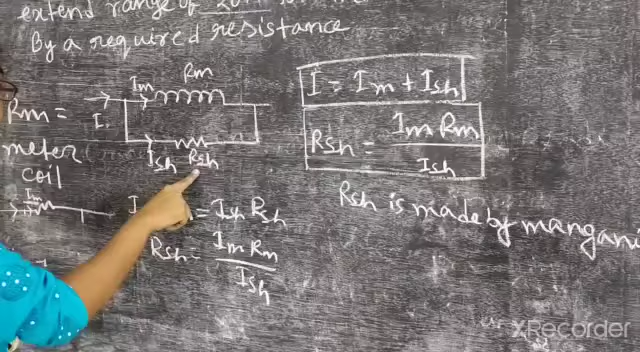 extend range of
By a required resistance
Im Rm
Rm =
I
meter
coil
Ish Rsh
Im
I = Im + Ish
Rsh = Im Rm
Ish
I = Ish Rsh
Rsh = Im Rm
Ish
Rsh is made by mangani
XRecorder